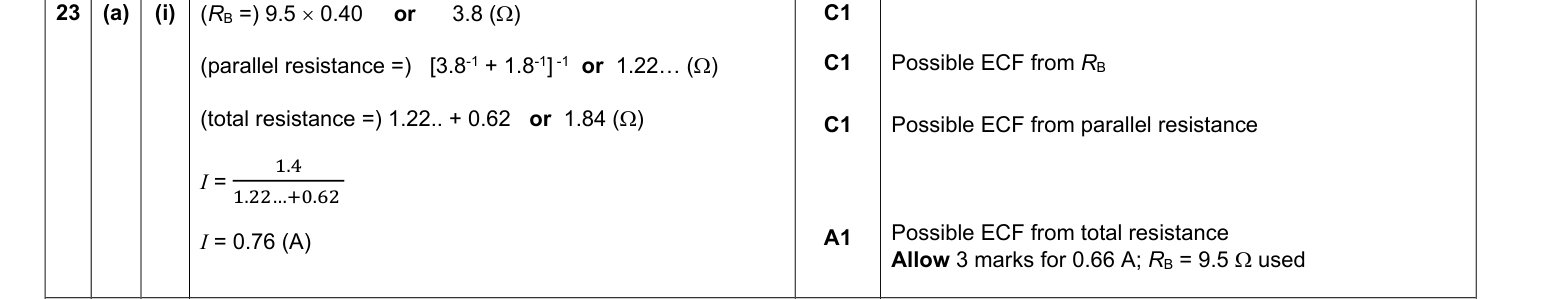 23 (a) (i) (R_B =) 9.5 × 0.40 or 3.8 (Ω) C1
(parallel resistance =) [3.8⁻¹ + 1.8⁻¹]⁻¹ or 1.22… (Ω) C1 Possible ECF from R_B
(total resistance =) 1.22.. + 0.62 or 1.84 (Ω) C1 Possible ECF from parallel resistance
I = 1.4 / 1.22…+0.62
I = 0.76 (A) A1 Possible ECF from total resistance
Allow 3 marks for 0.66 A; R_B = 9.5 Ω used